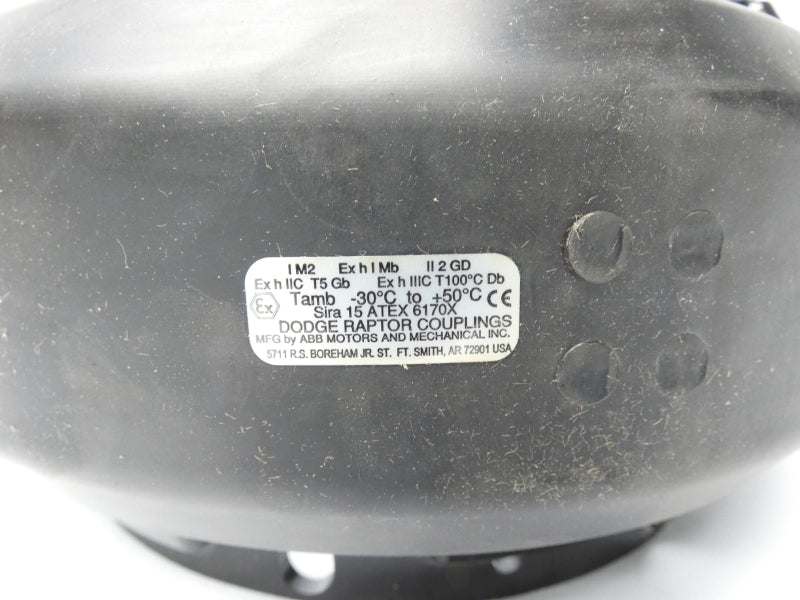 I M2 Ex h I Mb II 2 GD
Ex h IIC T5 Gb Ex h IIIC T100°C Db
Ex Tamb -30°C to +50°C CE
Sira 15 ATEX 6170X
DODGE RAPTOR COUPLINGS
MFG by ABB MOTORS AND MECHANICAL INC.
5711 R.S. BOREHAM JR. ST. FT. SMITH, AR 72901 USA